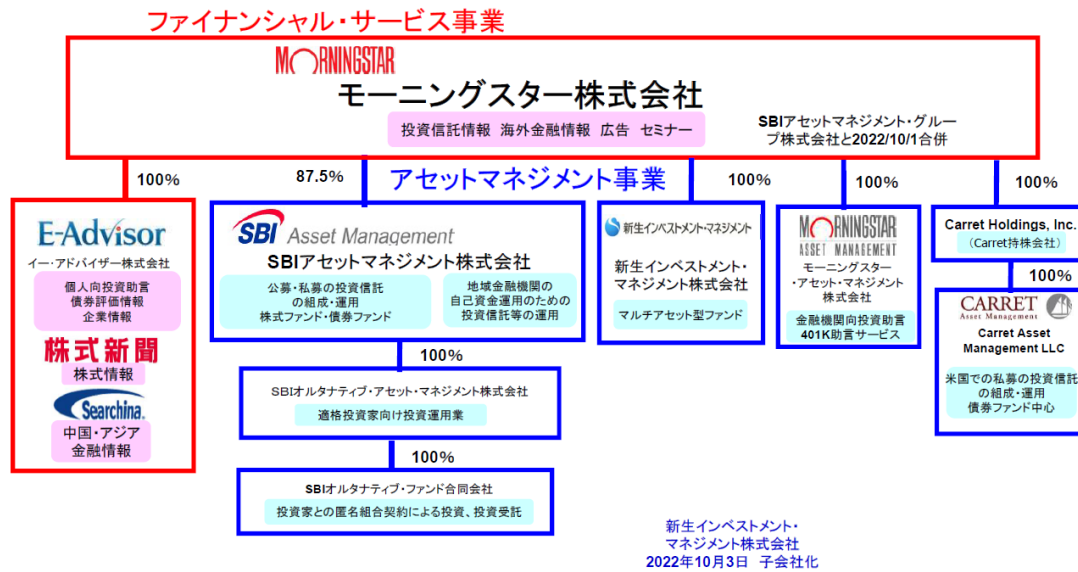 ファイナンシャル・サービス事業
MORNINGSTAR
モーニングスター株式会社
投資信託情報 海外金融情報 広告 セミナー
SBIアセットマネジメント・グルー
プ株式会社と2022/10/1合併
100%
87.5%
アセットマネジメント事業
100%
100%
100%
E-Advisor
イー・アドバイザー株式会社
個人向投資助言
債券評価情報
企業情報
株式新聞
株式情報
Searchina.
中国・アジア
金融情報
SBI Asset Management
SBIアセットマネジメント株式会社
公募・私募の投資信託
の組成・運用
株式ファンド・債券ファンド
地域金融機関の
自己資金運用のための
投資信託等の運用
100%
SBIオルタナティブ・アセット・マネジメント株式会社
適格投資家向け投資運用業
100%
SBIオルタナティブ・ファンド合同会社
投資家との匿名組合契約による投資、投資受託
新生インベストメント・マネジメント
新生インベストメント・
マネジメント株式会社
マルチアセット型ファンド
MORNINGSTAR
ASSET MANAGEMENT
モーニングスター
・アセット・マネジメント
株式会社
金融機関向投資助言
401K助言サービス
Carret Holdings, Inc.
(Carret持株会社)
100%
CARRET
Asset Management
Carret Asset
Management LLC
米国での私募の投資信託
の組成・運用
債券ファンド中心
新生インベストメント・
マネジメント株式会社
2022年10月3日 子会社化